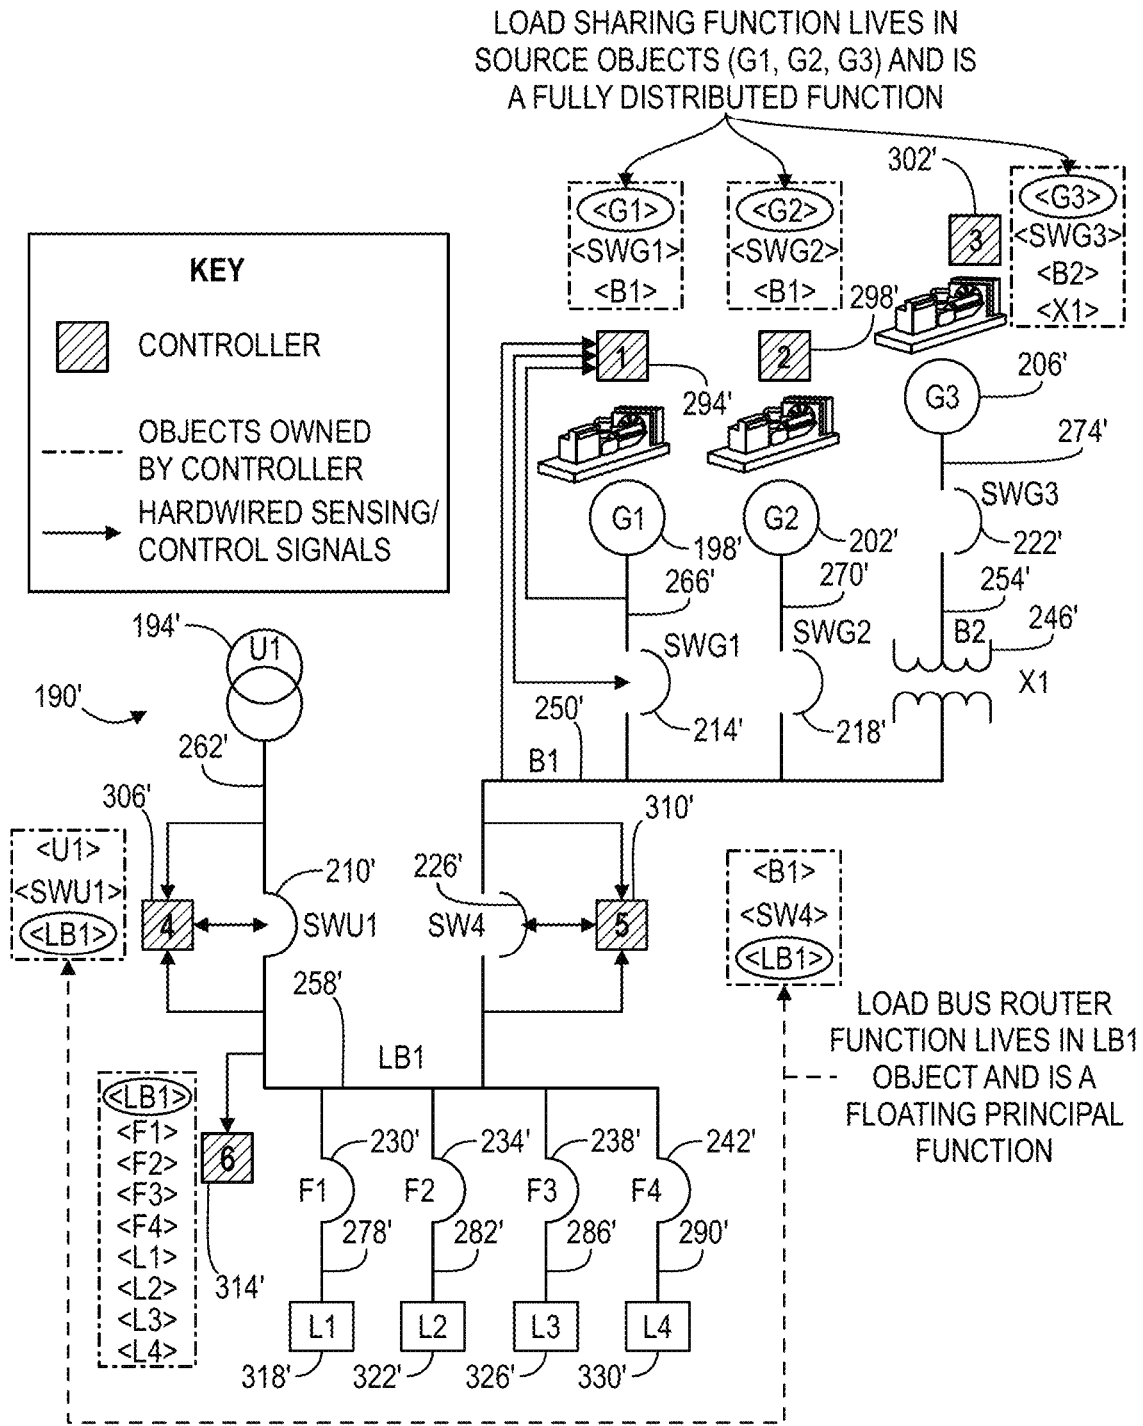 LOAD SHARING FUNCTION LIVES IN
SOURCE OBJECTS (G1, G2, G3) AND IS
A FULLY DISTRIBUTED FUNCTION
302'
<G1>
<SWG1>
<B1>
<G2>
<SWG2>
<B1>
3
<G3>
<SWG3>
<B2>
<X1>
KEY
CONTROLLER
OBJECTS OWNED
BY CONTROLLER
HARDWIRED SENSING/
CONTROL SIGNALS
1
294'
2
298'
G3
206'
274'
G1
198'
G2
202'
SWG3
222'
266'
270'
254'
194'
U1
SWG1
SWG2
B2
246'
X1
190'
250'
214'
218'
262'
B1
306'
310'
<U1>
<SWU1>
<LB1>
4
210'
SWU1
226'
SW4
5
<B1>
<SW4>
<LB1>
258'
LB1
LOAD BUS ROUTER
FUNCTION LIVES IN LB1
OBJECT AND IS A
FLOATING PRINCIPAL
FUNCTION
<LB1>
<F1>
<F2>
<F3>
<F4>
<L1>
<L2>
<L3>
<L4>
6
314'
230'
234'
238'
242'
F1
F2
F3
F4
278'
282'
286'
290'
L1
L2
L3
L4
318'
322'
326'
330'